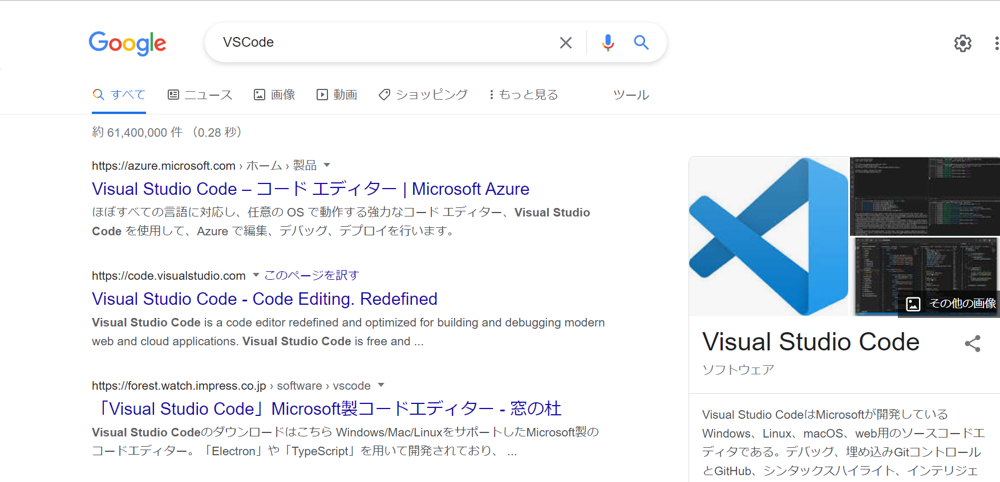 Google
VSCode
すべて ニュース 画像 動画 ショッピング もっと見る ツール
約 61,400,000 件 （0.28 秒）
https://azure.microsoft.com › ホーム › 製品
Visual Studio Code – コード エディター | Microsoft Azure
ほぼすべての言語に対応し、任意の OS で動作する強力なコード エディター、Visual Studio
Code を使用して、Azure で編集、デバッグ、デプロイを行います。
https://code.visualstudio.com このページを訳す
Visual Studio Code - Code Editing. Redefined
Visual Studio Code is a code editor redefined and optimized for building and debugging modern
web and cloud applications. Visual Studio Code is free and ...
https://forest.watch.impress.co.jp › software › vscode
「Visual Studio Code」Microsoft製コードエディター - 窓の杜
Visual Studio Codeのダウンロードはこちら Windows/Mac/LinuxをサポートしたMicrosoft製の
コードエディター。「Electron」や「TypeScript」を用いて開発されており、 ...
その他の画像
Visual Studio Code
ソフトウェア
Visual Studio CodeはMicrosoftが開発している
Windows、Linux、macOS、web用のソースコードエ
ディタである。デバッグ、埋め込みGitコントロール
とGitHub、シンタックスハイライト、インテリジェ